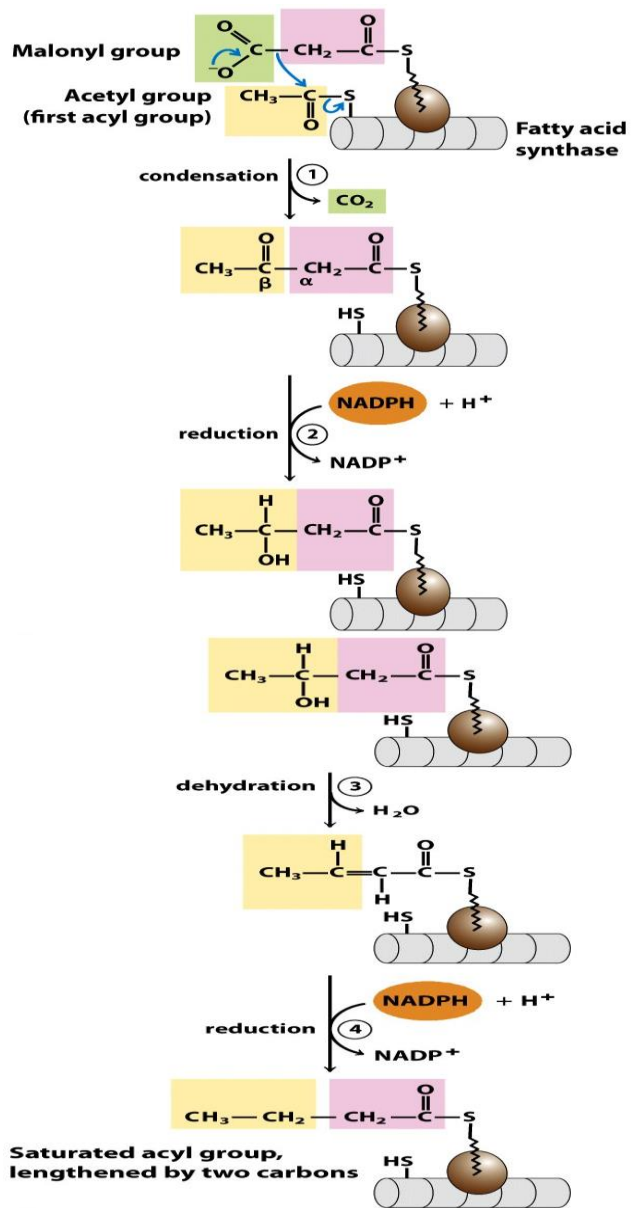 Malonyl group
O
C
CH₂
C
O
S
⁻O
Acetyl group
(first acyl group)
CH₃
C
O
S
Fatty acid
synthase
condensation
1
CO₂
O
O
CH₃
C
CH₂
C
S
β
α
HS
NADPH + H⁺
reduction
2
NADP⁺
H
O
CH₃
C
CH₂
C
S
OH
HS
H
O
CH₃
C
CH₂
C
S
OH
HS
dehydration
3
H₂O
H
O
CH₃
C
C
C
S
H
HS
NADPH + H⁺
reduction
4
NADP⁺
O
CH₃
CH₂
CH₂
C
S
Saturated acyl group,
lengthened by two carbons
HS